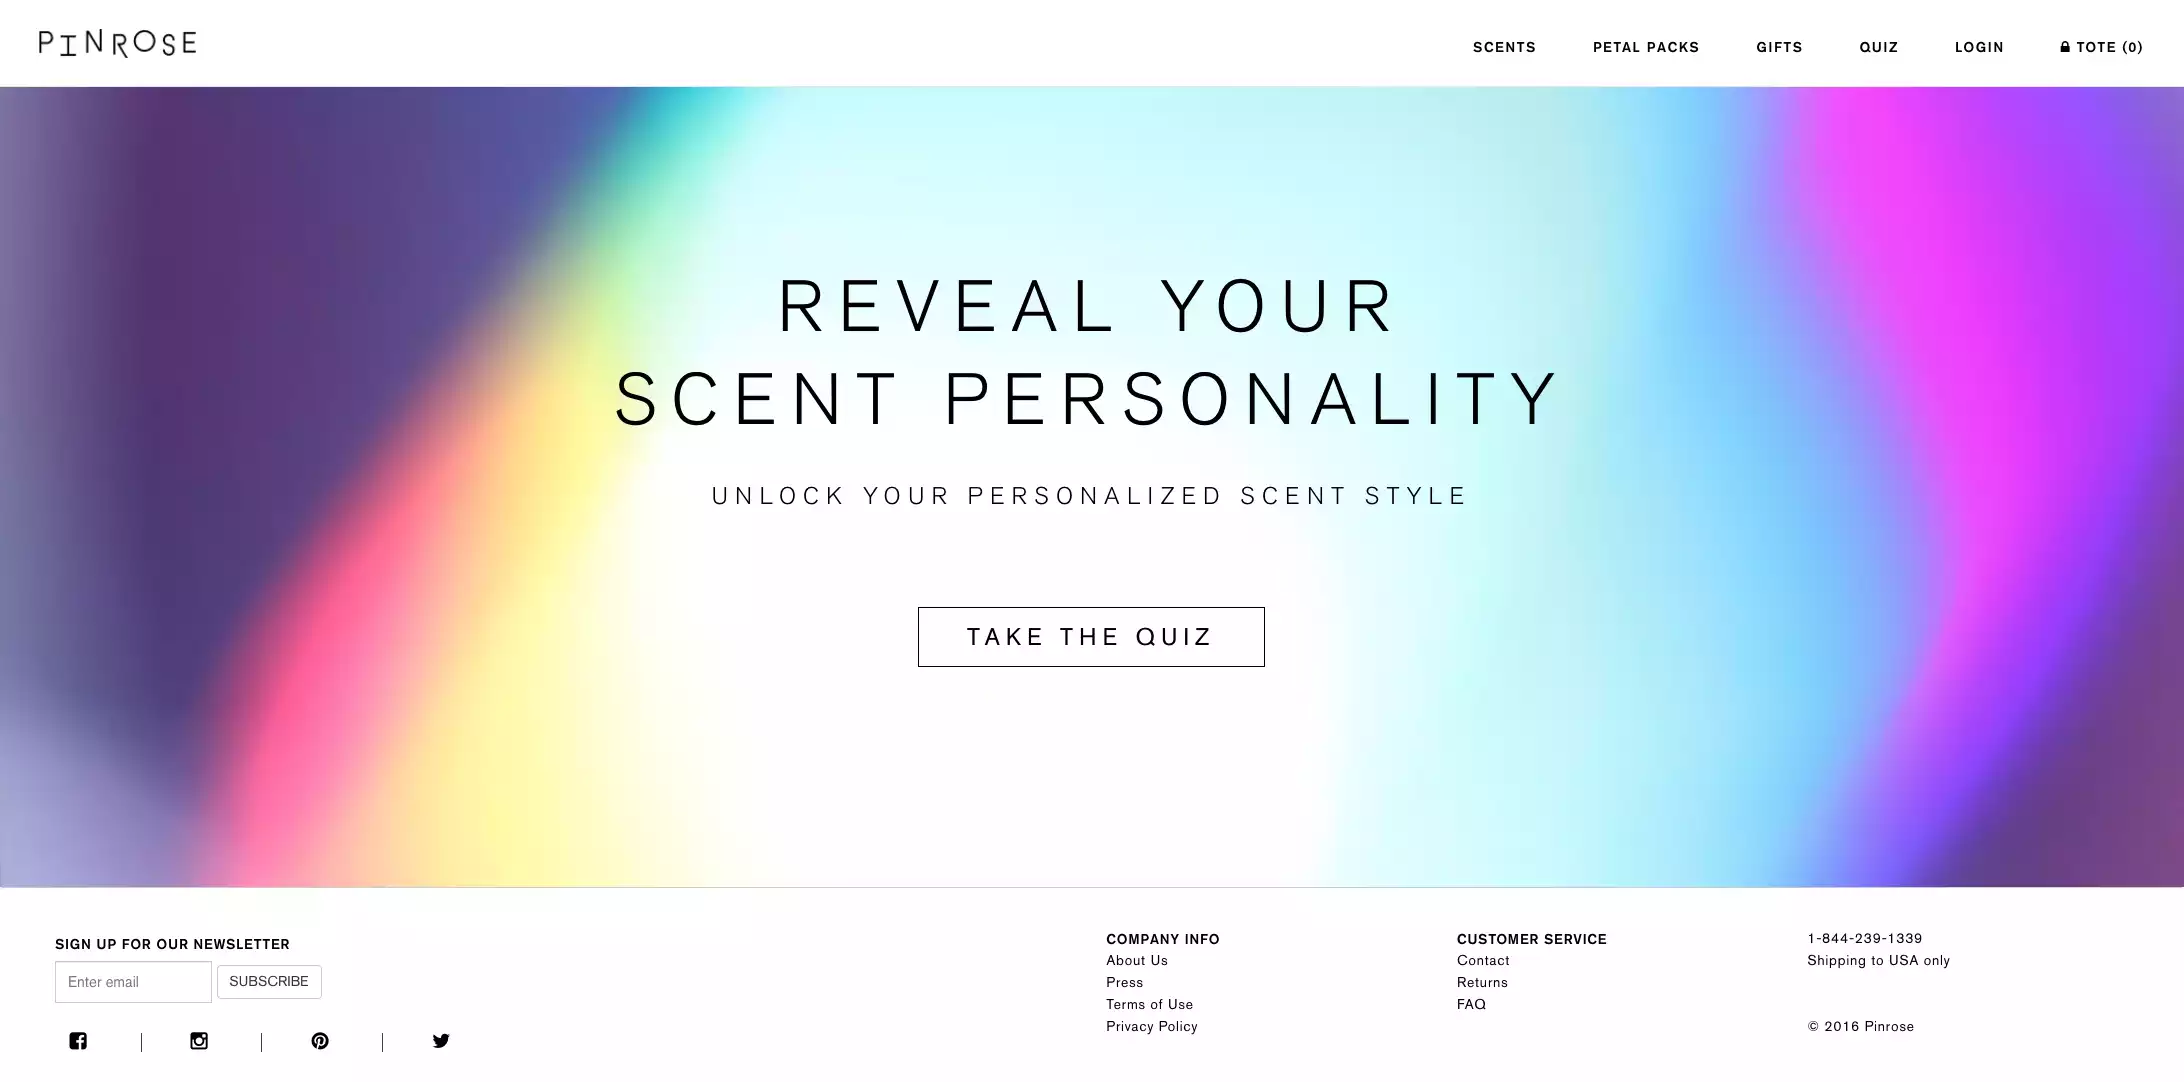 PINROSE
SCENTS PETAL PACKS GIFTS QUIZ LOGIN TOTE (0)
REVEAL YOUR
SCENT PERSONALITY
UNLOCK YOUR PERSONALIZED SCENT STYLE
TAKE THE QUIZ
SIGN UP FOR OUR NEWSLETTER
Enter email SUBSCRIBE
COMPANY INFO
About Us
Press
Terms of Use
Privacy Policy
CUSTOMER SERVICE
Contact
Returns
FAQ
1-844-239-1339
Shipping to USA only
© 2016 Pinrose